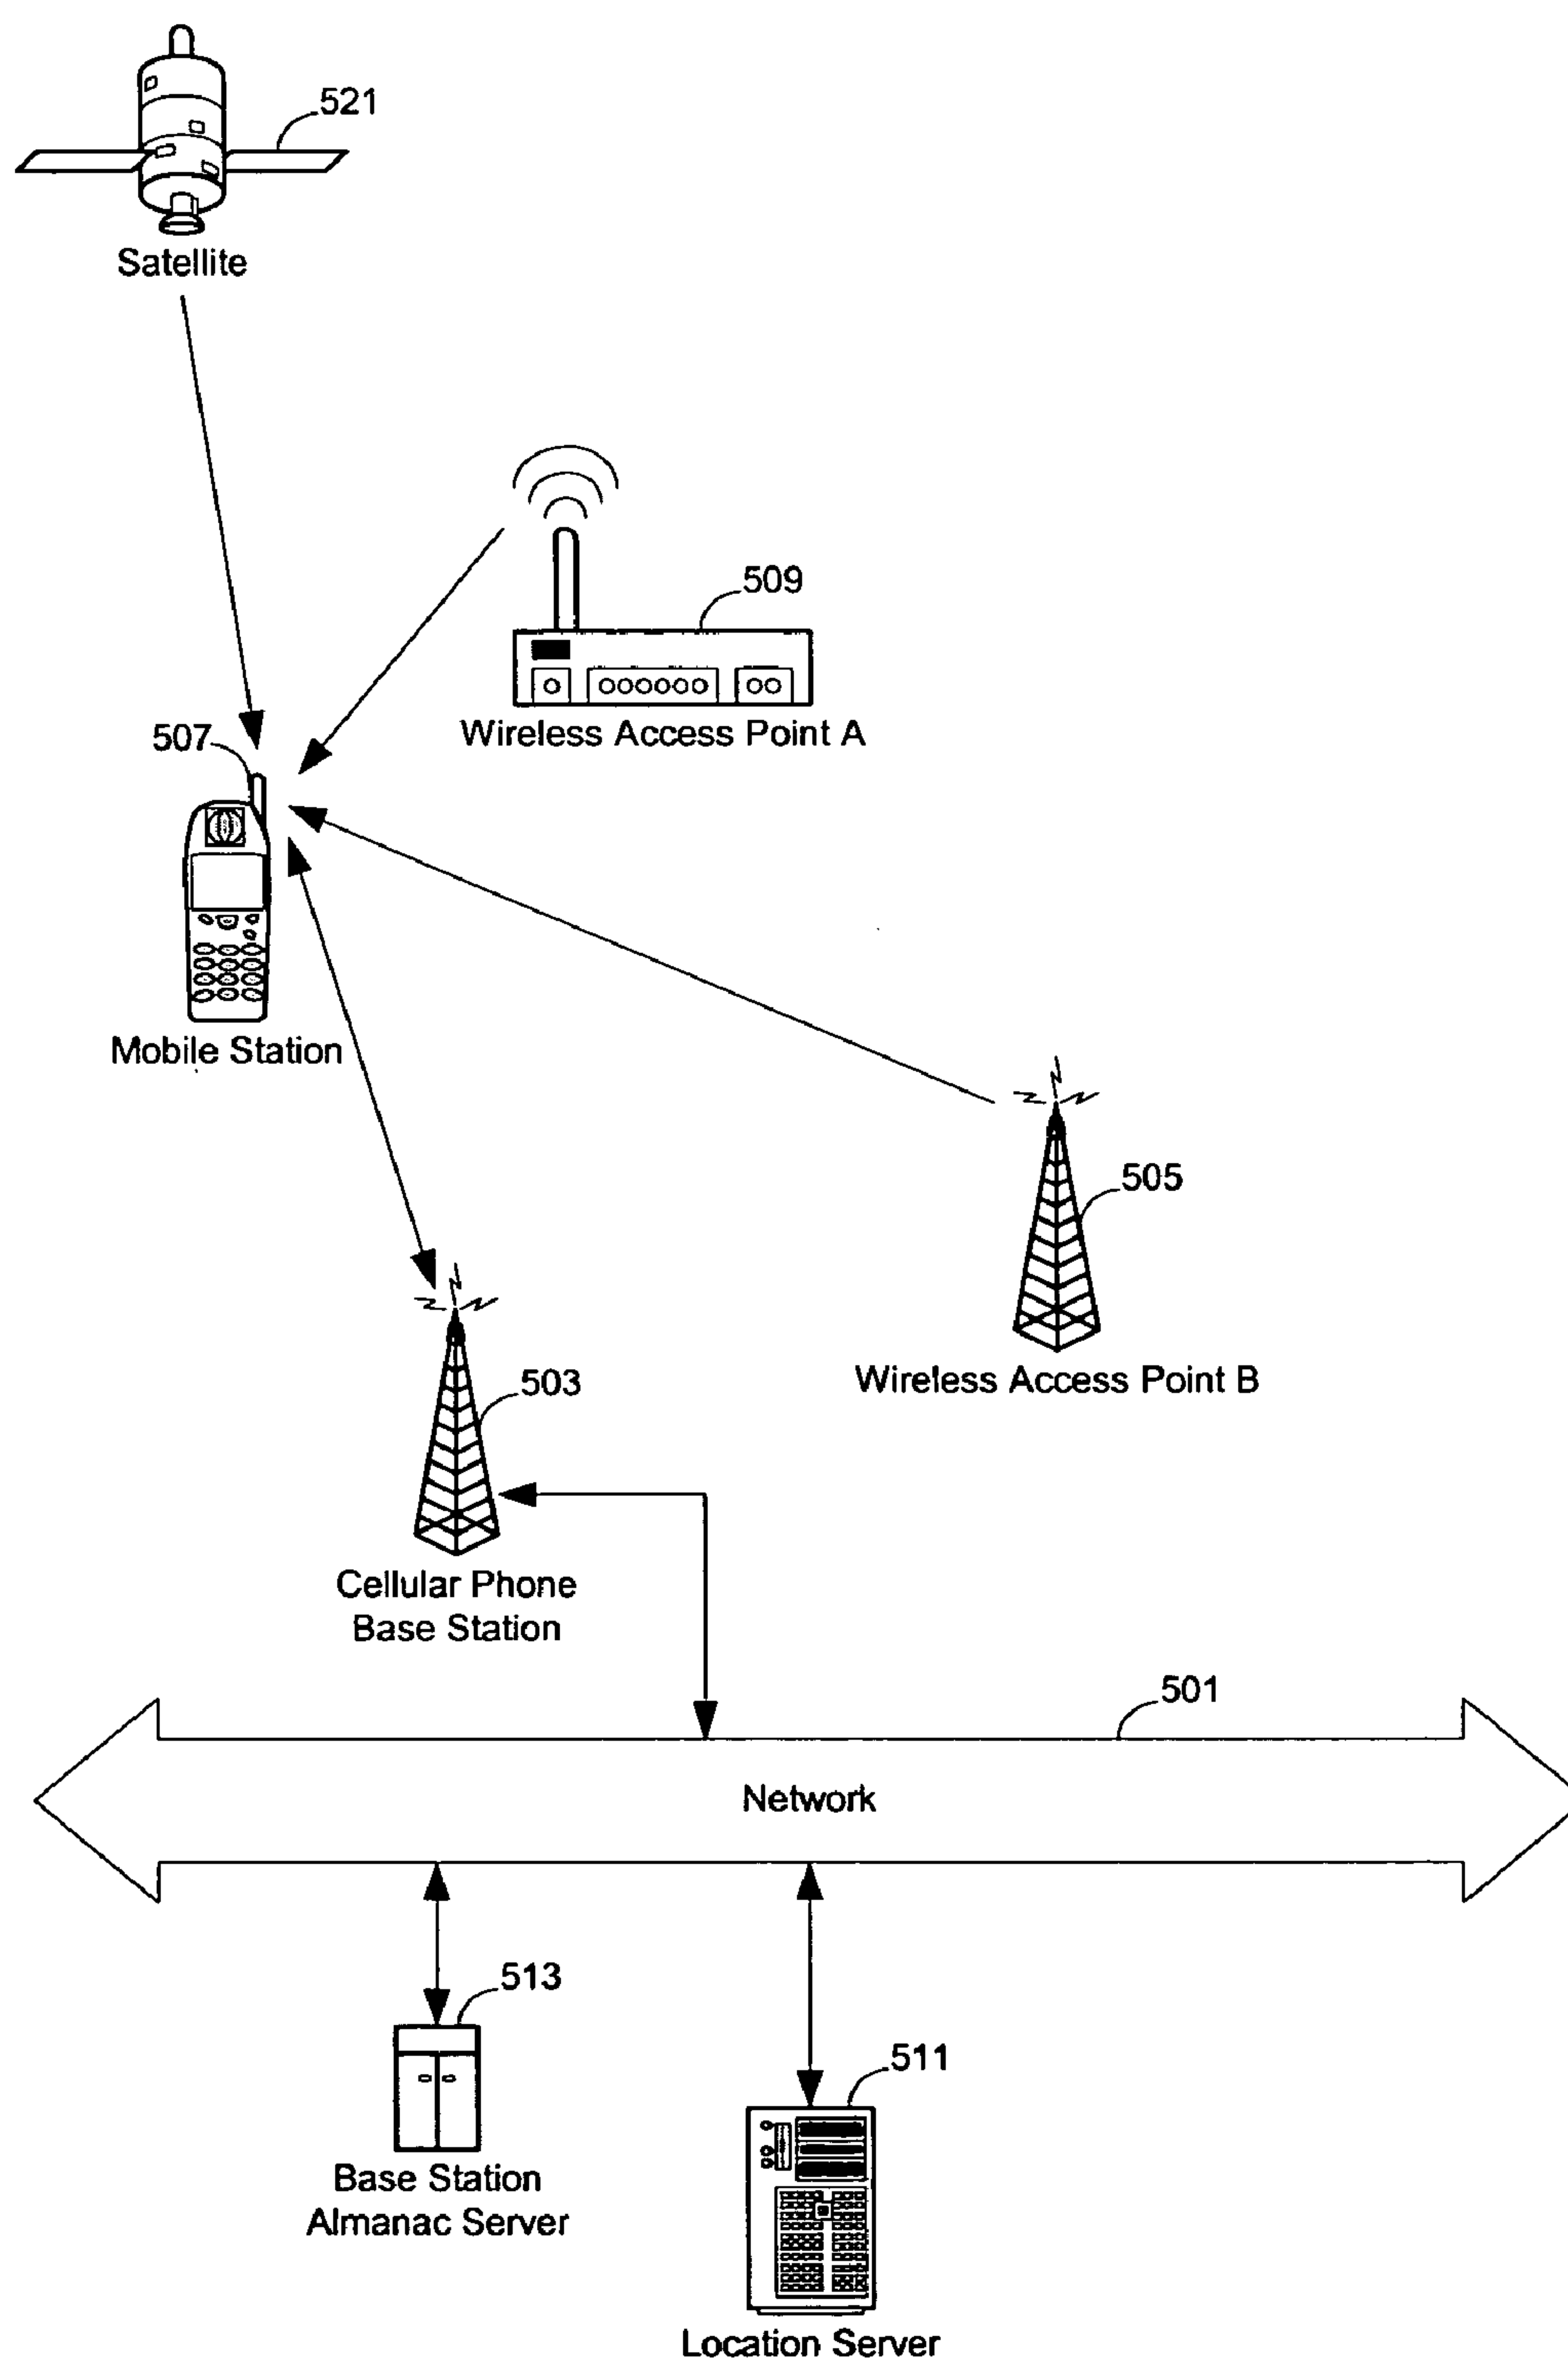 521
Satellite
509
Wireless Access Point A
507
Mobile Station
505
Wireless Access Point B
503
Cellular Phone
Base Station
501
Network
513
Base Station
Almanac Server
511
Location Server